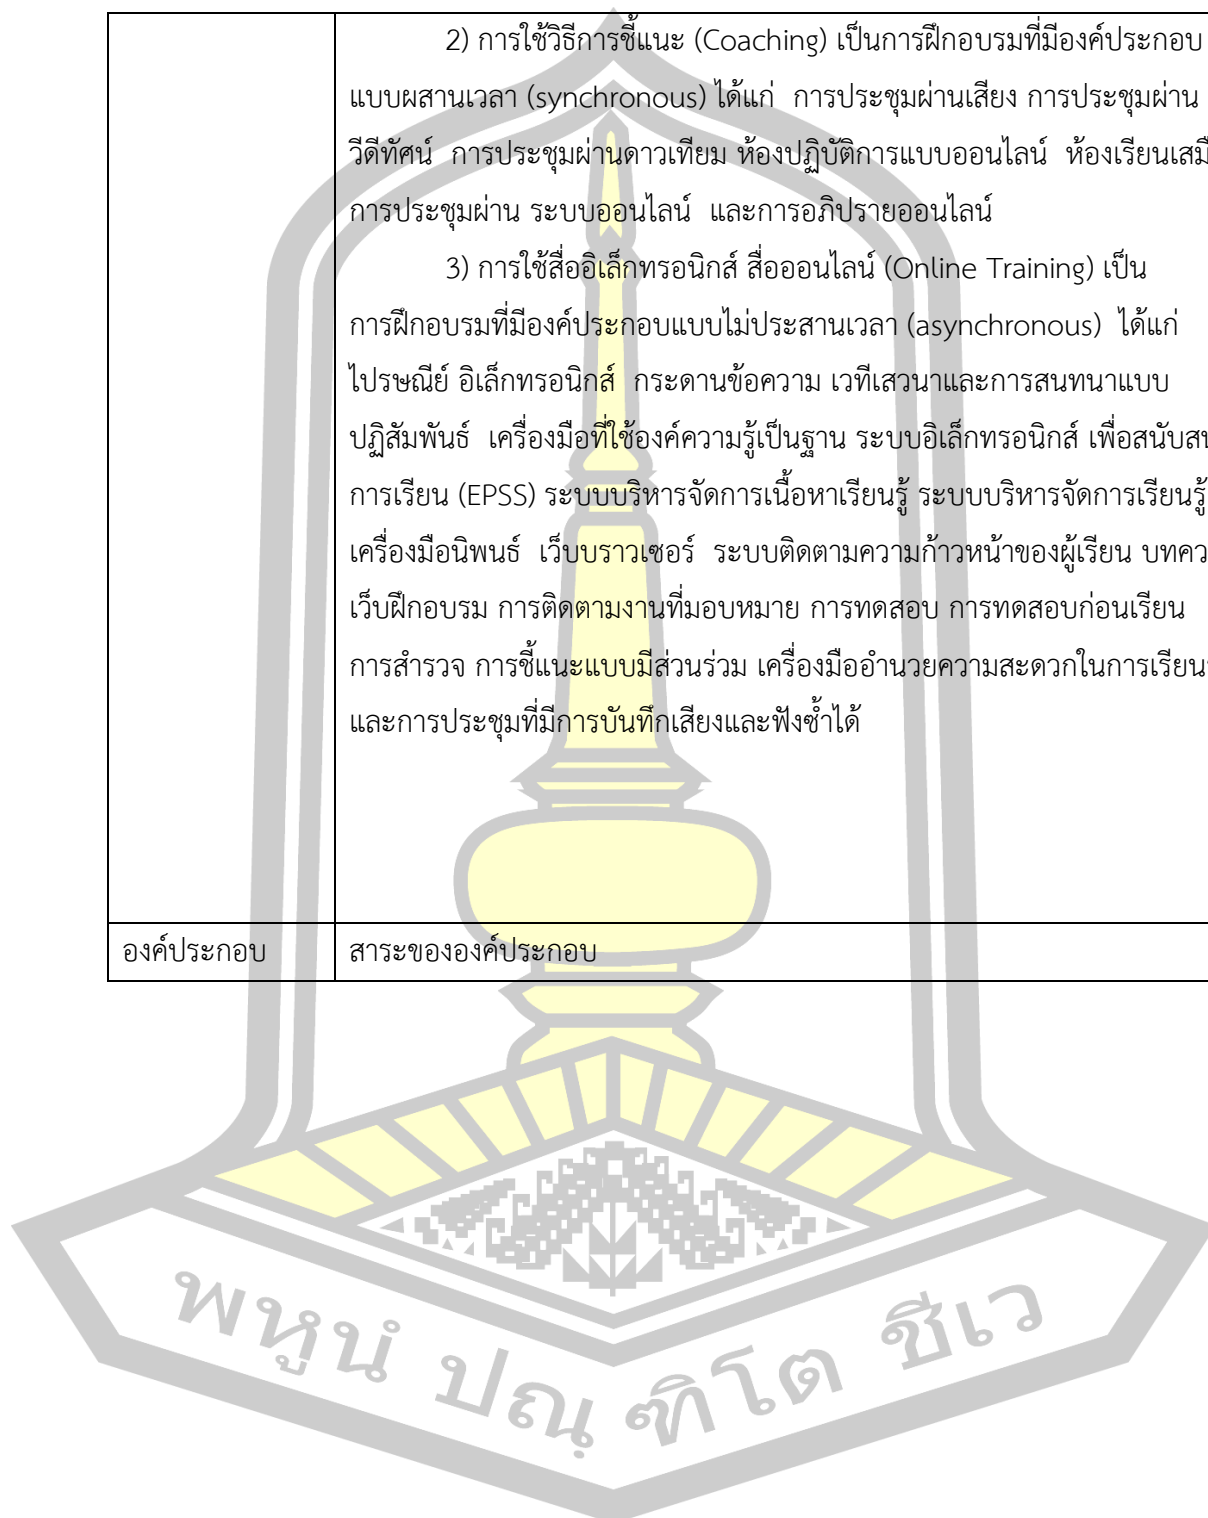 2) การใช้วิธีการชี้แนะ (Coaching) เป็นการฝึกอบรมที่มีองค์ประกอบ
แบบผสานเวลา (synchronous) ได้แก่ การประชุมผ่านเสียง การประชุมผ่าน
วีดีทัศน์ การประชุมผ่านดาวเทียม ห้องปฏิบัติการแบบออนไลน์
การประชุมผ่าน ระบบออนไลน์ และการอภิปรายออนไลน์
3) การใช้สื่ออิเล็กทรอนิกส์ สื่อออนไลน์ (Online Training) เป็น
การฝึกอบรมที่มีองค์ประกอบแบบไม่ประสานเวลา (asynchronous) ได้แก่
ไปรษณีย์ อิเล็กทรอนิกส์ กระดานข้อความ เวทีเสวนาและการสนทนาแบบ
ปฏิสัมพันธ์ เครื่องมือที่ใช้องค์ความรู้เป็นฐาน ระบบอิเล็กทรอนิกส์
การเรียน (EPSS) ระบบบริหารจัดการเนื้อหาเรียนรู้ ระบบบริหารจัดการเรียนรู้
เครื่องมือนิพนธ์ เว็บบราวเซอร์ ระบบติดตามความก้าวหน้าของผู้เรียน
เว็บฝึกอบรม การติดตามงานที่มอบหมาย การทดสอบ การทดสอบก่อนเรียน
การสำรวจ การชี้แนะแบบมีส่วนร่วม เครื่องมืออำนวยความสะดวกในการเรียน
และการประชุมที่มีการบันทึกเสียงและฟังซ้ำได้
องค์ประกอบ สาระขององค์ประกอบ
พหูนํ ปณฺ ฑิโต ชีเว